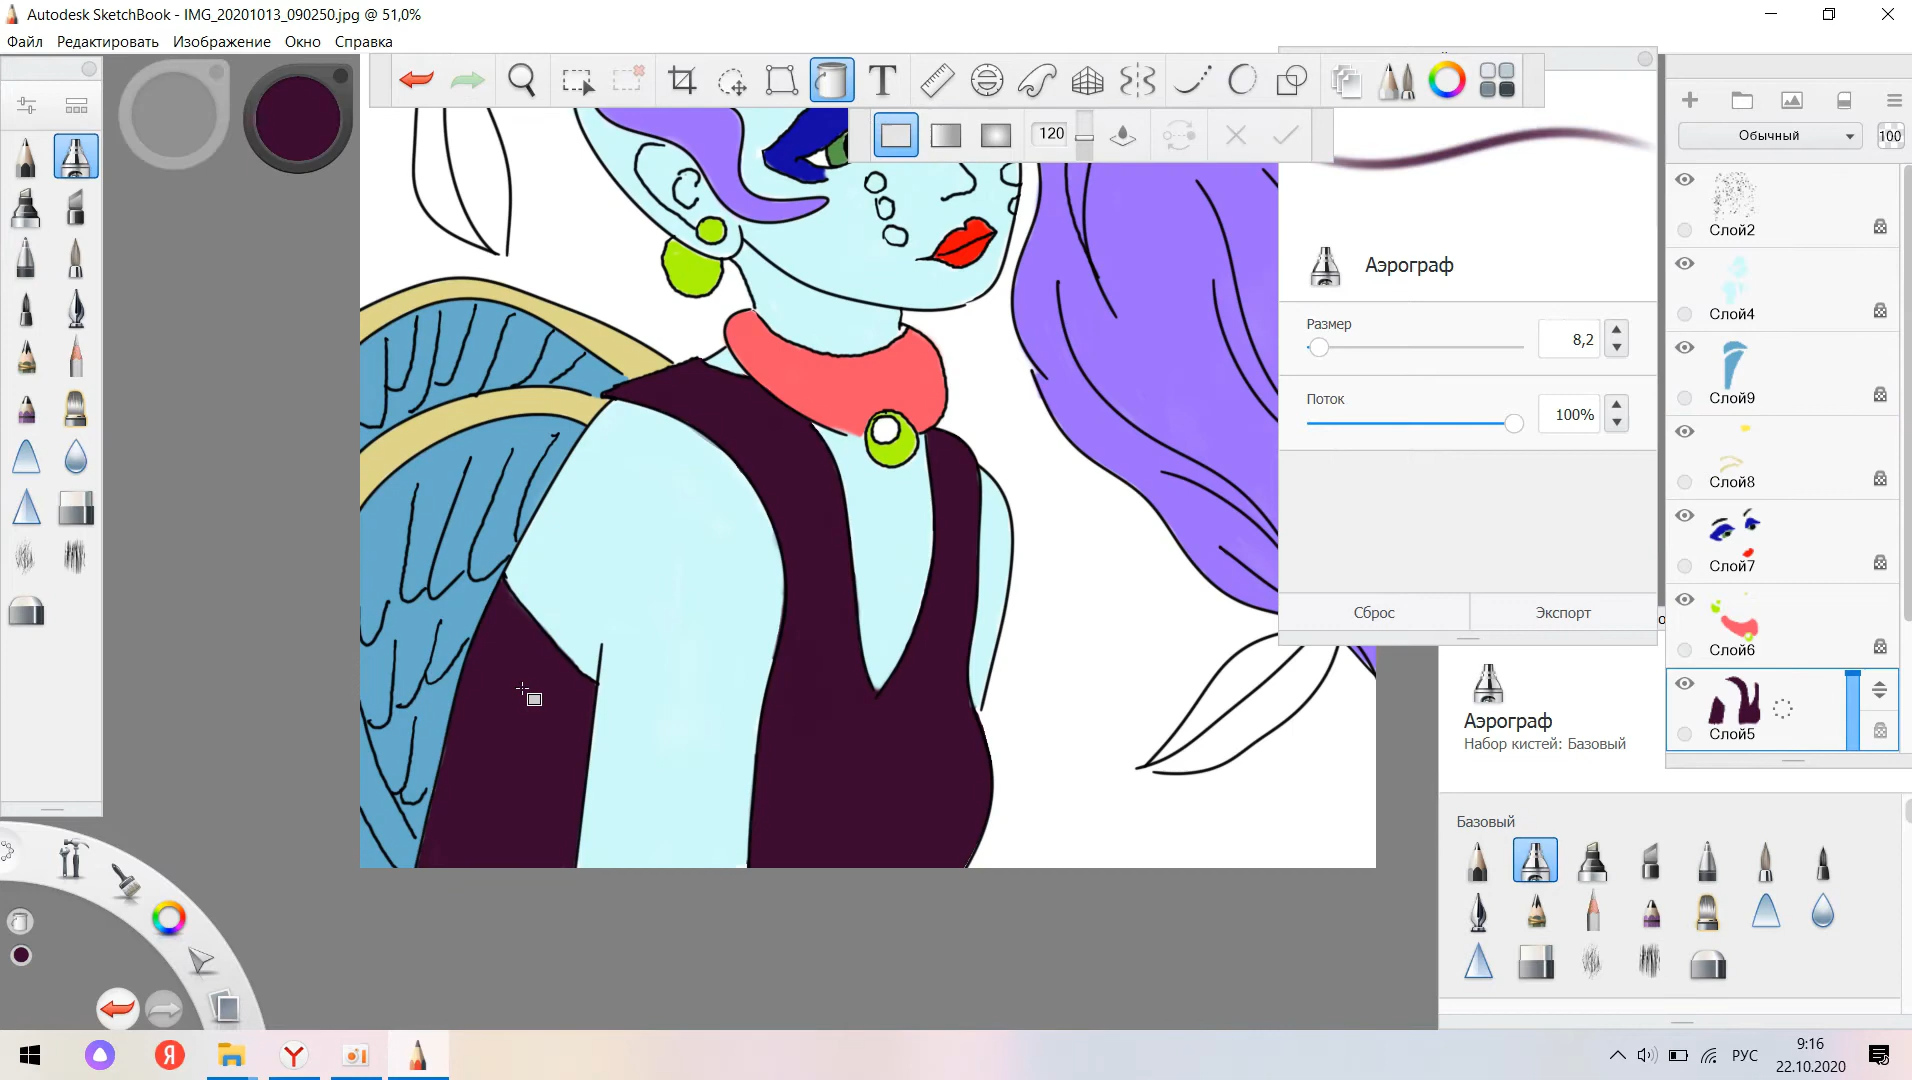 Autodesk SketchBook - IMG_20201013_090250.jpg @ 51,0%
Файл Редактировать Изображение Окно Справка
T
120
Обычный 100
Слой2
Аэрограф
Слой4
Размер
8,2
Слой9
Поток
100%
Слой8
Слой7
Сброс Экспорт
Слой6
Аэрограф
Набор кистей: Базовый
Слой5
Базовый
Я
Y
РУС
9:16
22.10.2020